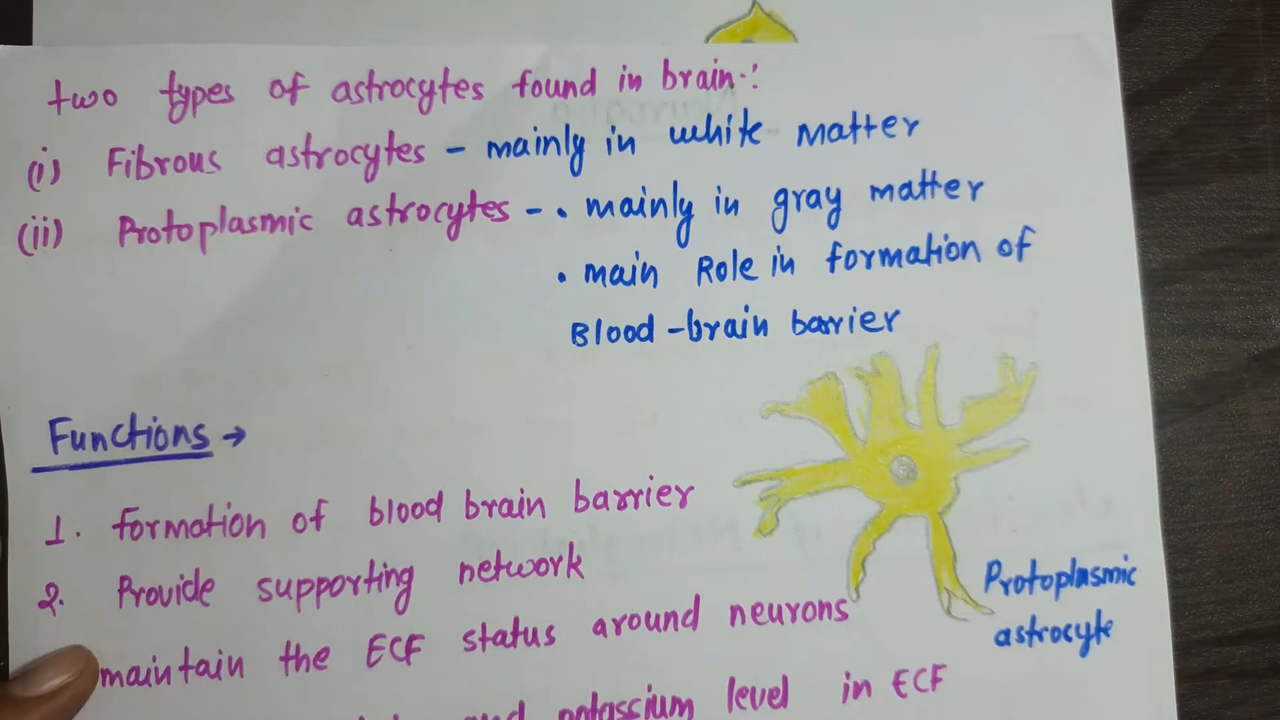 two types of astrocytes found in brain:-
(i) Fibrous astrocytes - mainly in white matter
(ii) Protoplasmic astrocytes - • mainly in gray matter
• main Role in formation of
Blood-brain barrier
Functions →
1. formation of blood brain barrier
2. Provide supporting network
maintain the ECF status around neurons
potassium level in ECF
Protoplasmic
astrocyte